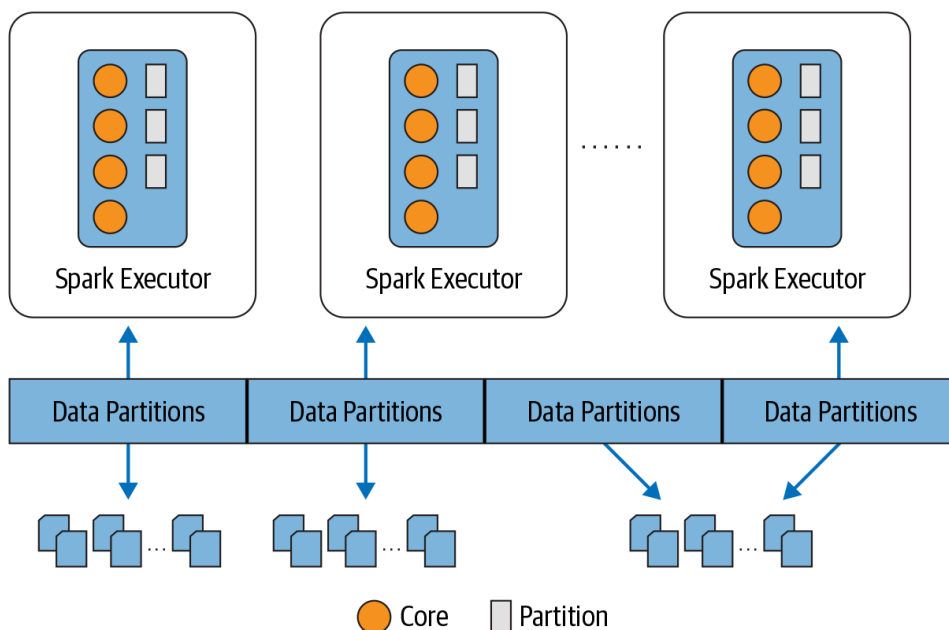 Spark Executor
Spark Executor
......
Spark Executor
Data Partitions
Data Partitions
Data Partitions
Data Partitions
...
...
...
Core
Partition